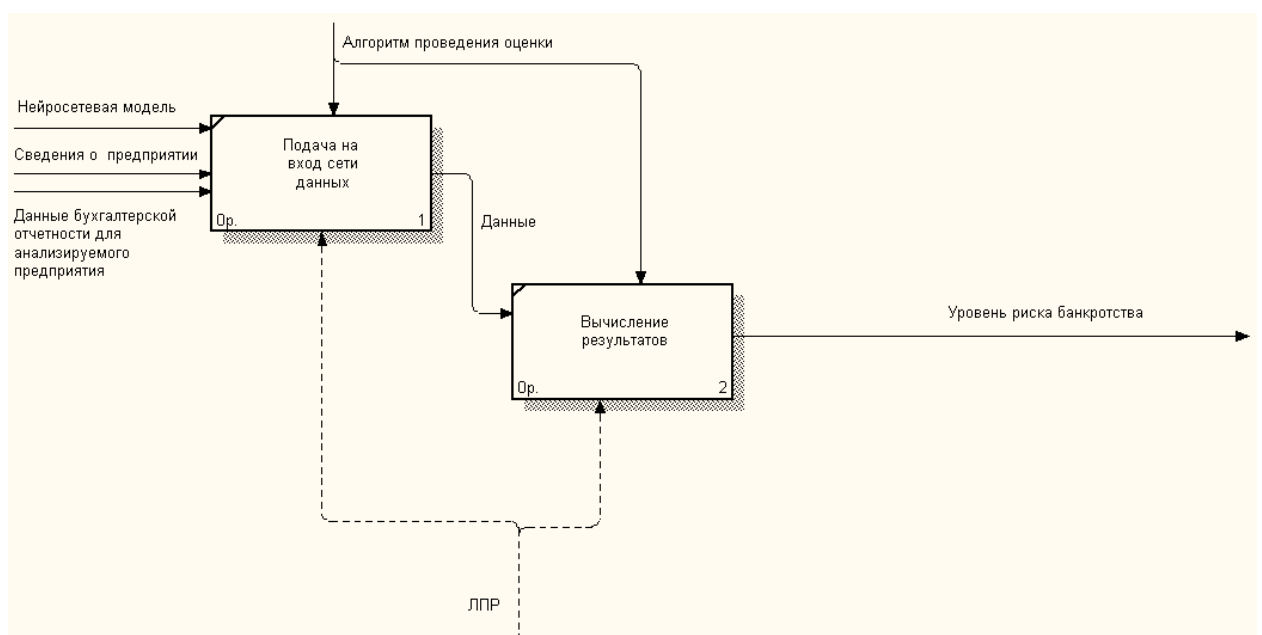 Алгоритм проведения оценки
Нейросетевая модель
Сведения о предприятии
Данные бухгалтерской
отчетности для
анализируемого
предприятия
Подача на
вход сети
данных
0р.
1
Данные
Вычисление
результатов
0р.
2
Уровень риска банкротства
ЛПР